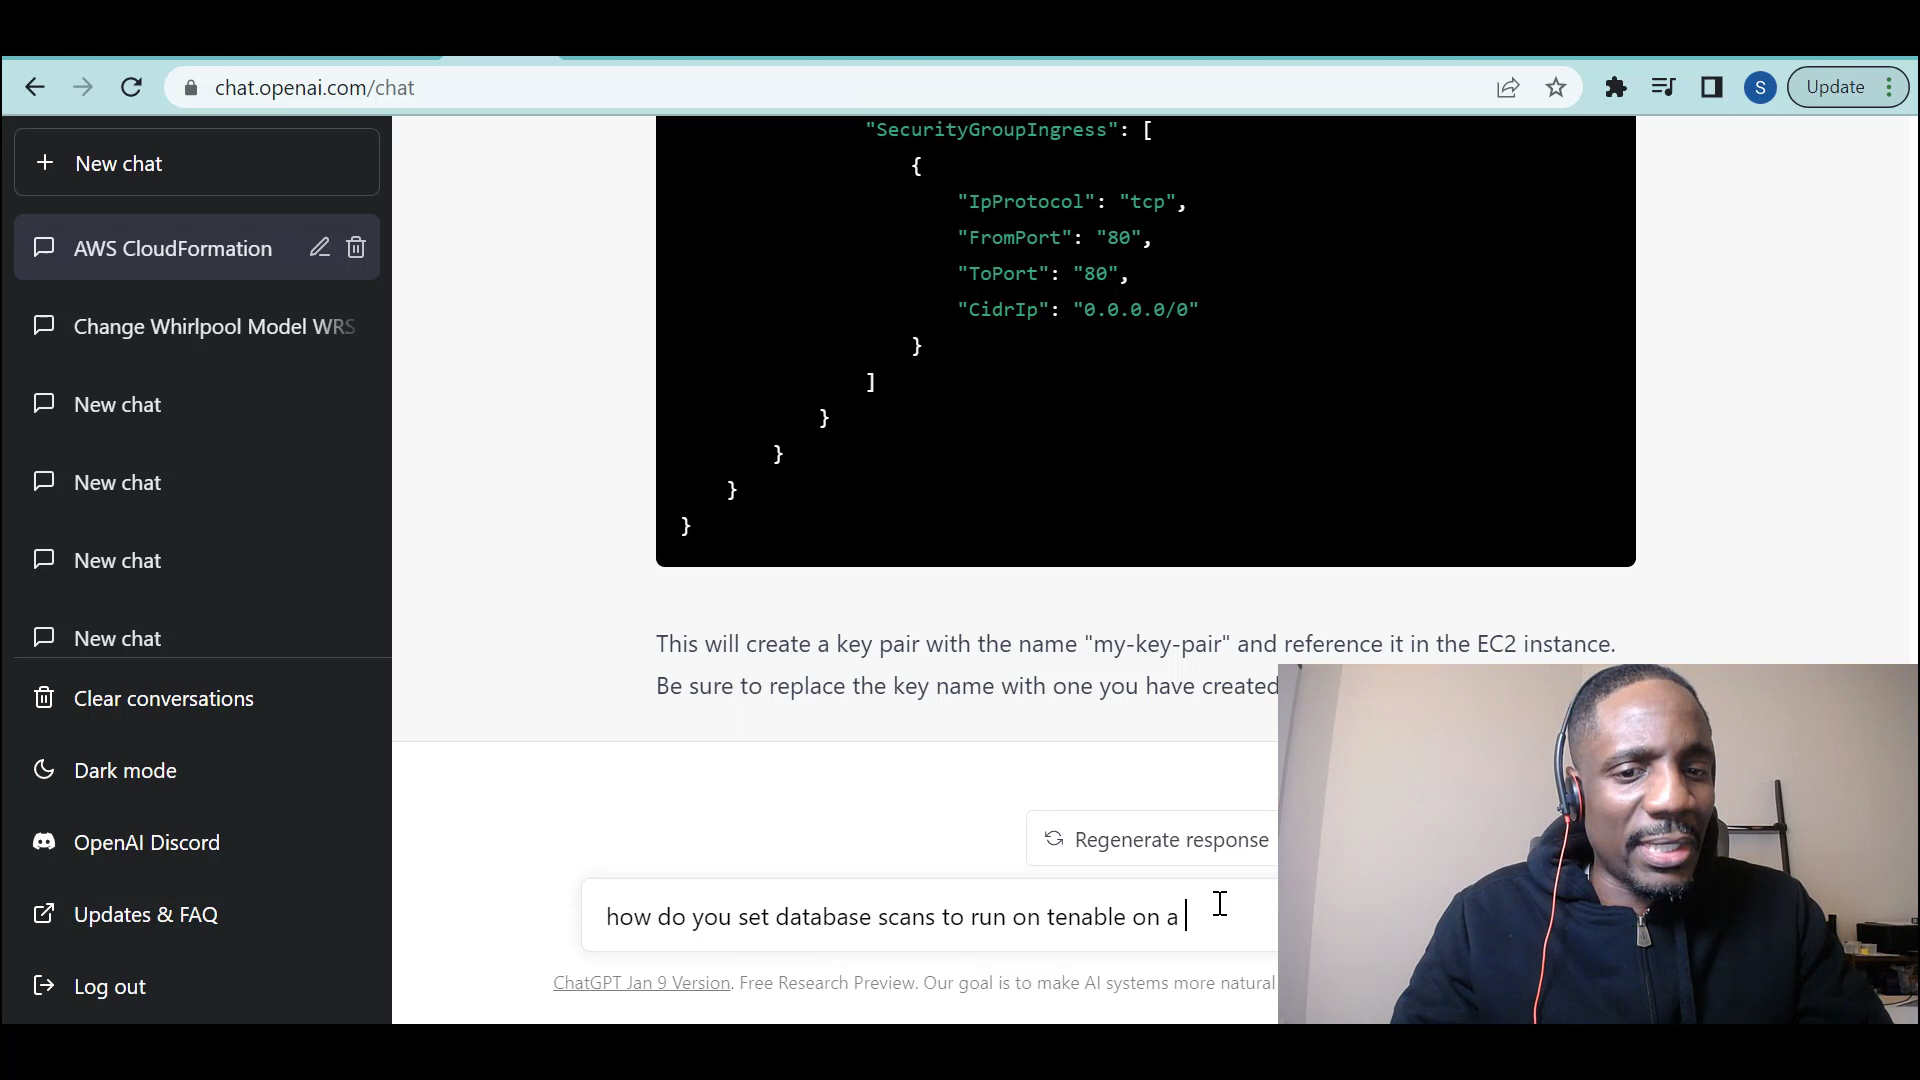 chat.openai.com/chat
S
Update
New chat
AWS CloudFormation
Change Whirlpool Model WRS
New chat
New chat
New chat
New chat
Clear conversations
Dark mode
OpenAI Discord
Updates & FAQ
Log out
"SecurityGroupIngress": [
{
"IpProtocol": "tcp",
"FromPort": "80",
"ToPort": "80",
"CidrIp": "0.0.0.0/0"
}
]
}
}
}
}
This will create a key pair with the name "my-key-pair" and reference it in the EC2 instance.
Be sure to replace the key name with one you have created
Regenerate response
how do you set database scans to run on tenable on a
ChatGPT Jan 9 Version. Free Research Preview. Our goal is to make AI systems more natural